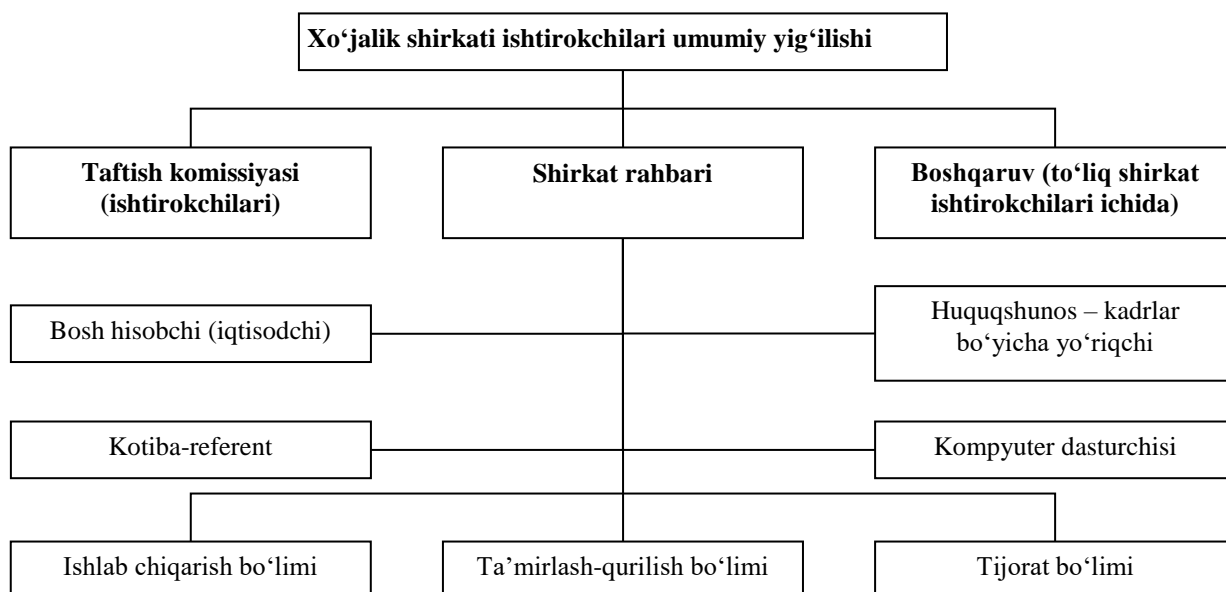 Xo‘jalik shirkati ishtirokchilari umumiy yig‘ilishi
Taftish komissiyasi
(ishtirokchilari)
Shirkat rahbari
Boshqaruv (to‘liq shirkat
ishtirokchilari ichida)
Bosh hisobchi (iqtisodchi)
Huquqshunos – kadrlar
bo‘yicha yo‘riqchi
Kotiba-referent
Kompyuter dasturchisi
Ishlab chiqarish bo‘limi
Ta’mirlash-qurilish bo‘limi
Tijorat bo‘limi